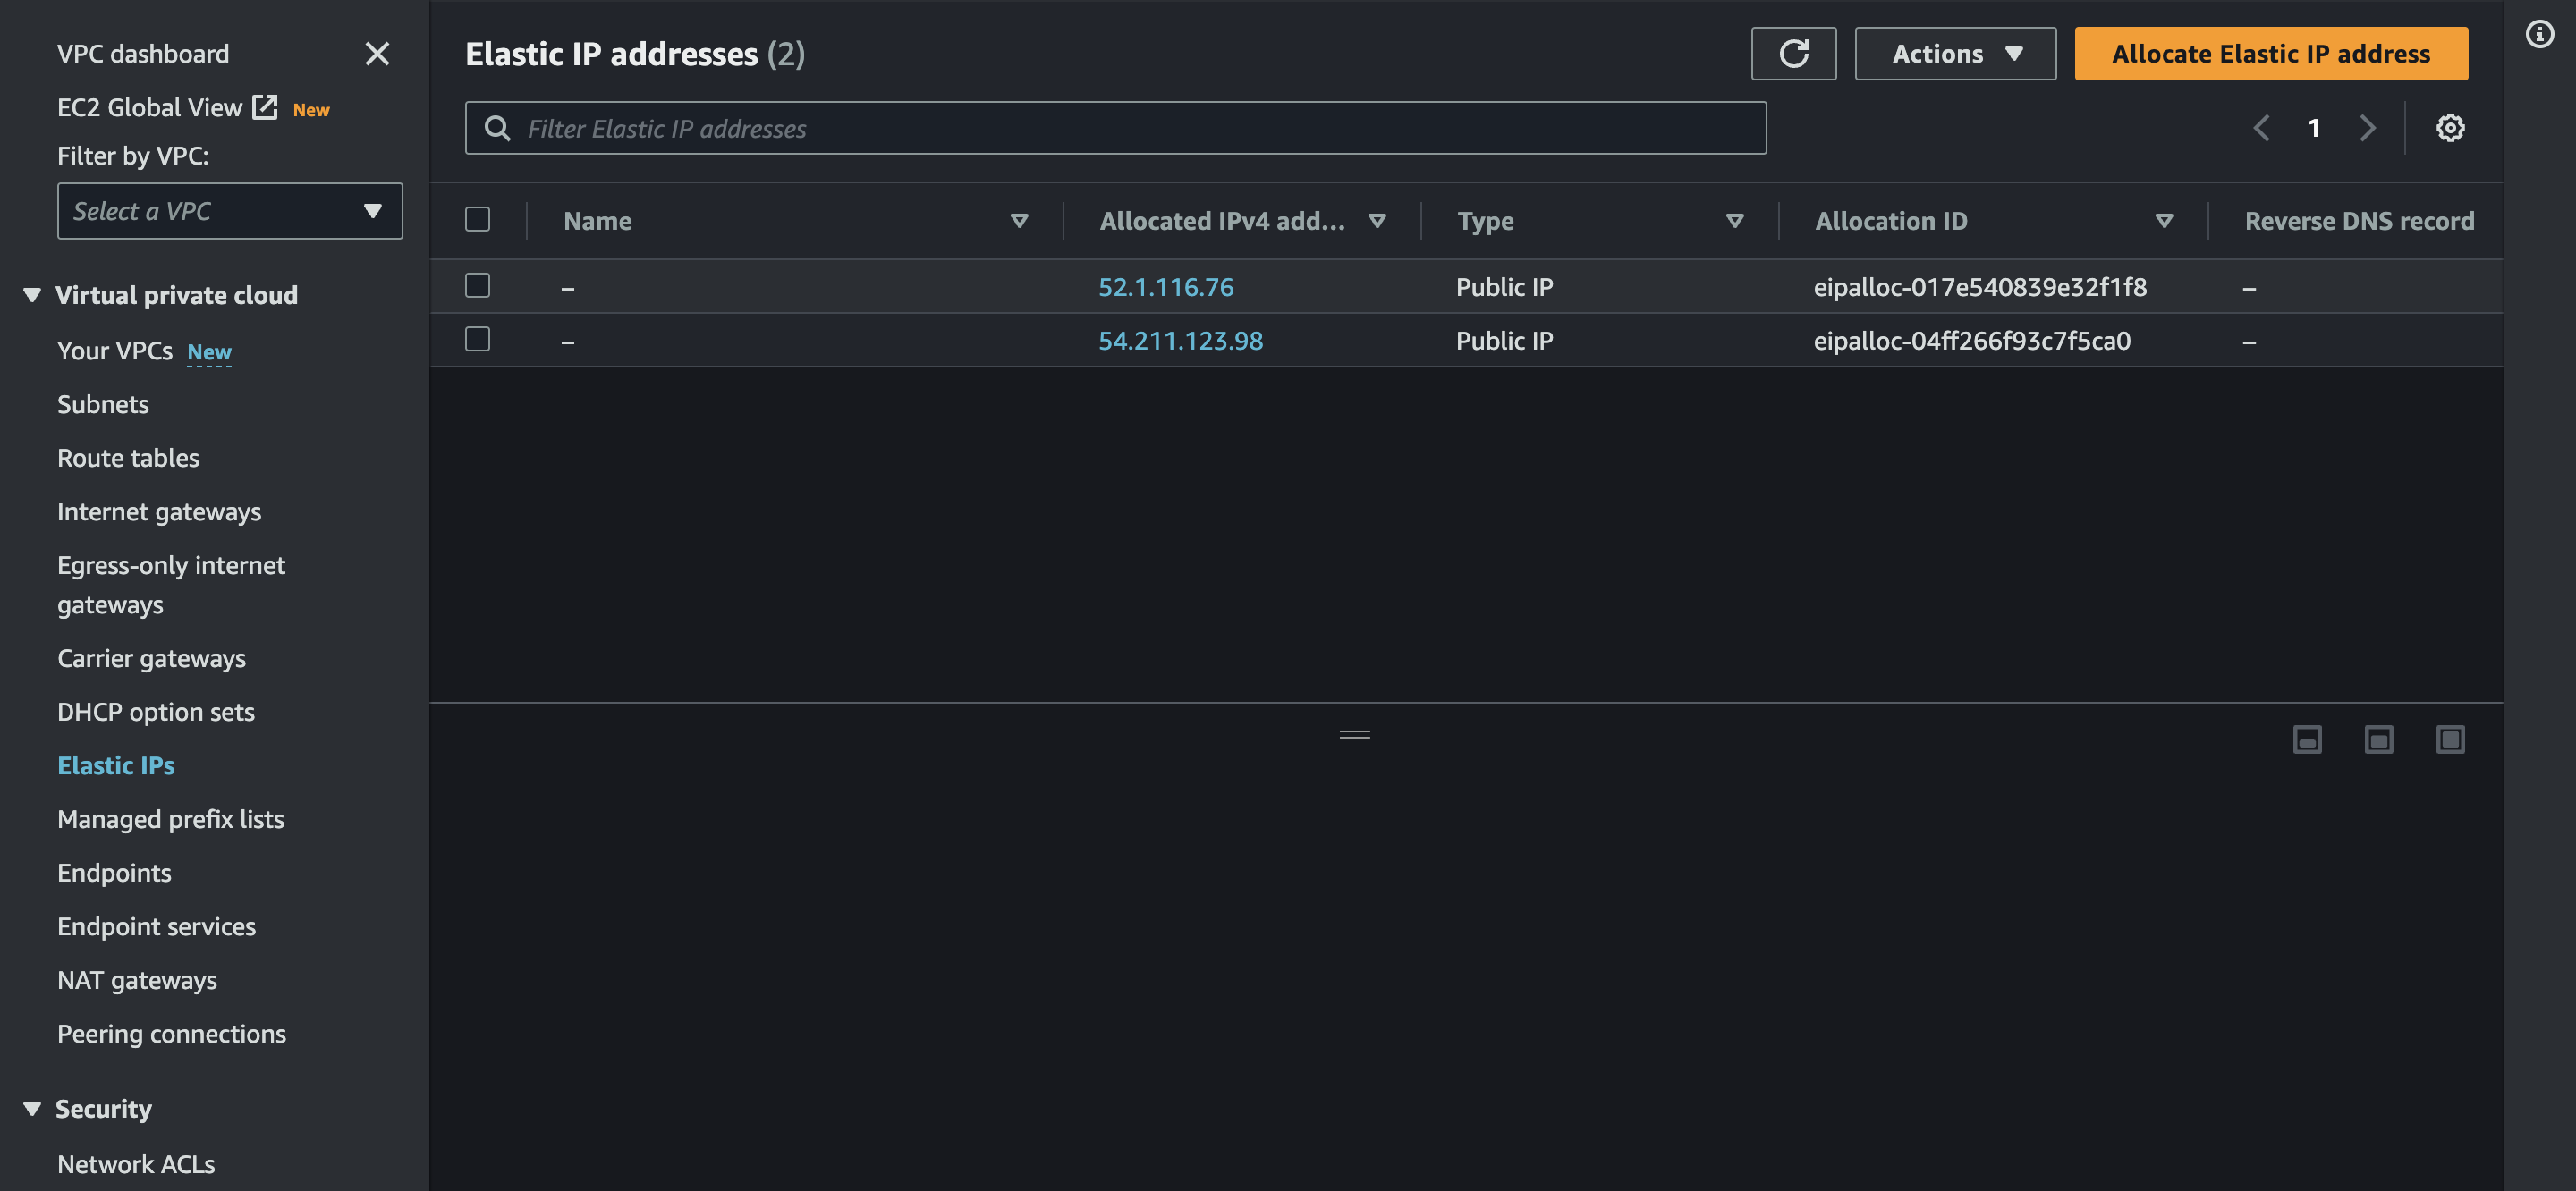 VPC dashboard
EC2 Global View New
Filter by VPC:
Select a VPC
Virtual private cloud
Your VPCs New
Subnets
Route tables
Internet gateways
Egress-only internet
gateways
Carrier gateways
DHCP option sets
Elastic IPs
Managed prefix lists
Endpoints
Endpoint services
NAT gateways
Peering connections
Security
Network ACLs
Elastic IP addresses (2)
Actions
Allocate Elastic IP address
Filter Elastic IP addresses
1
Name Allocated IPv4 add... Type Allocation ID Reverse DNS record
– 52.1.116.76 Public IP eipalloc-017e540839e32f1f8 –
– 54.211.123.98 Public IP eipalloc-04ff266f93c7f5ca0 –